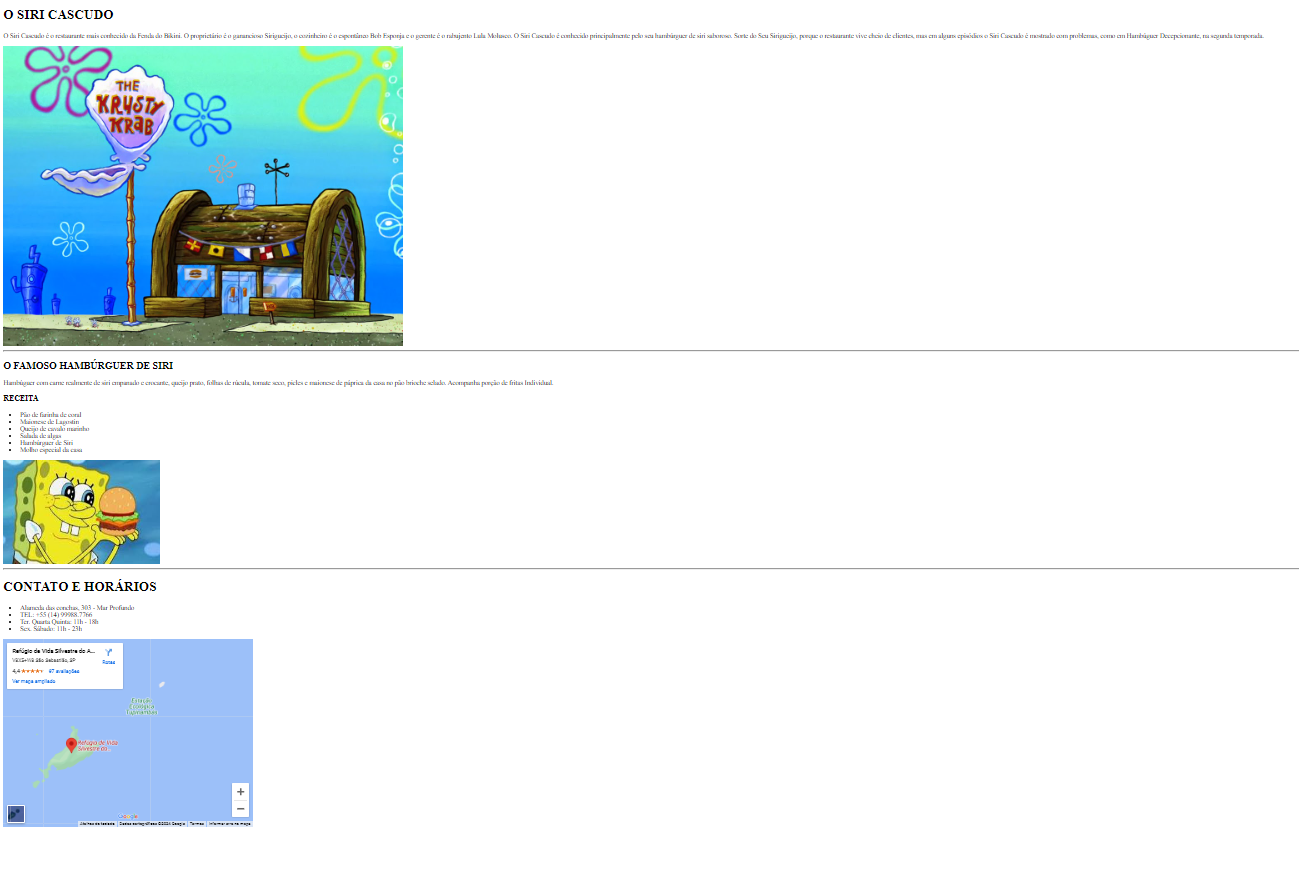 O SIRI CASCUDO
O Siri Cascudo é o restaurante mais conhecido da Fenda do Bikini. O proprietário é o ganancioso Sirigueijo, o cozinheiro é o espontâneo Bob Esponja e o gerente é o rabujento Lula Molusco. O Siri Cascudo é conhecido principalmente pelo seu hambúrguer de siri saboroso. Sorte do Seu Sirigueijo, porque o restaurante vive cheio de clientes, mas em alguns episódios o Siri Cascudo é mostrado com problemas, como em Hambúguer Decepcionante, na segunda temporada.
THE
KRUSTY
KRAB
O FAMOSO HAMBÚRGUER DE SIRI
Hambúguer com carne realmente de siri empanado e crocante, queijo prato, folhas de rúcula, tomate seco, picles e maionese de páprica da casa no pão brioche selado. Acompanha porção de fritas Individual.
RECEITA
Pão de farinha de coral
Maionese de Lagostin
Queijo de cavalo marinho
Salada de algas
Hambúrguer de Siri
Molho especial da casa
CONTATO E HORÁRIOS
Alameda das conchas, 303 - Mar Profundo
TEL: +55 (14) 99988.7766
Ter. Quarta Quinta: 11h - 18h
Sex. Sábado: 11h - 23h
Refúgio de Vida Silvestre do A...
São Sebastião, SP
Rotas
4,4 ★★★★★ 67 avaliações
Ver mapa ampliado
Estação
Ecológica
Tupinambás
Refúgio de Vida
Silvestre do...
+
−
Google
Atalhos do teclado Dados cartográficos ©2024 Google Termos Informar erro no mapa